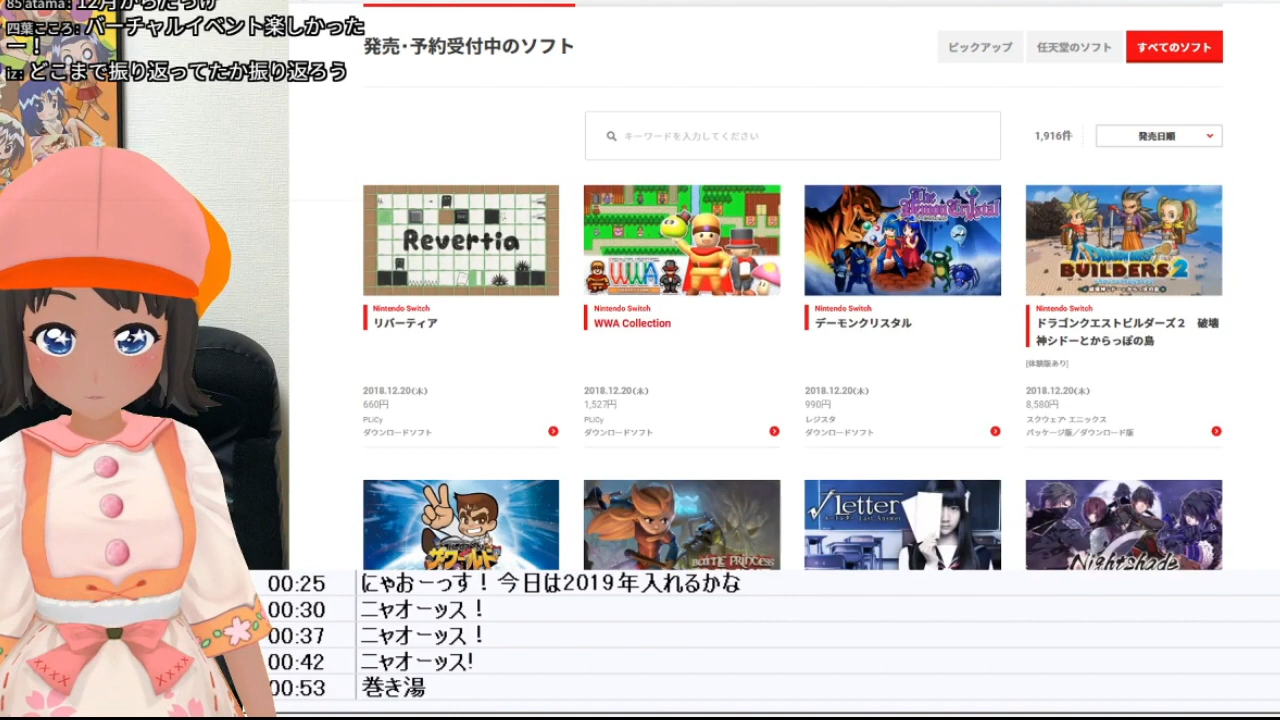 85 atama: 12月からだっけ
四葉こころ: バーチャルイベント楽しかった
ー！
iz: どこまで振り返ってたか振り返ろう
発売・予約受付中のソフト
ピックアップ 任天堂のソフト すべてのソフト
キーワードを入力してください
1,916件 発売日順
Revertia
WWA
The Demon Crystal
BUILDERS 2
Nintendo Switch
リバーティア
2018.12.20(木)
660円
PLiCy
ダウンロードソフト
Nintendo Switch
WWA Collection
2018.12.20(木)
1,527円
PLiCy
ダウンロードソフト
Nintendo Switch
デーモンクリスタル
2018.12.20(木)
990円
レジスタ
ダウンロードソフト
Nintendo Switch
ドラゴンクエストビルダーズ２ 破壊
神シドーとからっぽの島
[体験版あり]
2018.12.20(木)
8,580円
スクウェア・エニックス
パッケージ版／ダウンロード版
ザ・ワールド
BATTLE PRINCESS
√Letter
Last Answer
Nightshade
00:25 にゃおーっす！今日は2019年入れるかな
00:30 ニャオーッス！
00:37 ニャオーッス！
00:42 ニャオーッス!
00:53 巻き湯